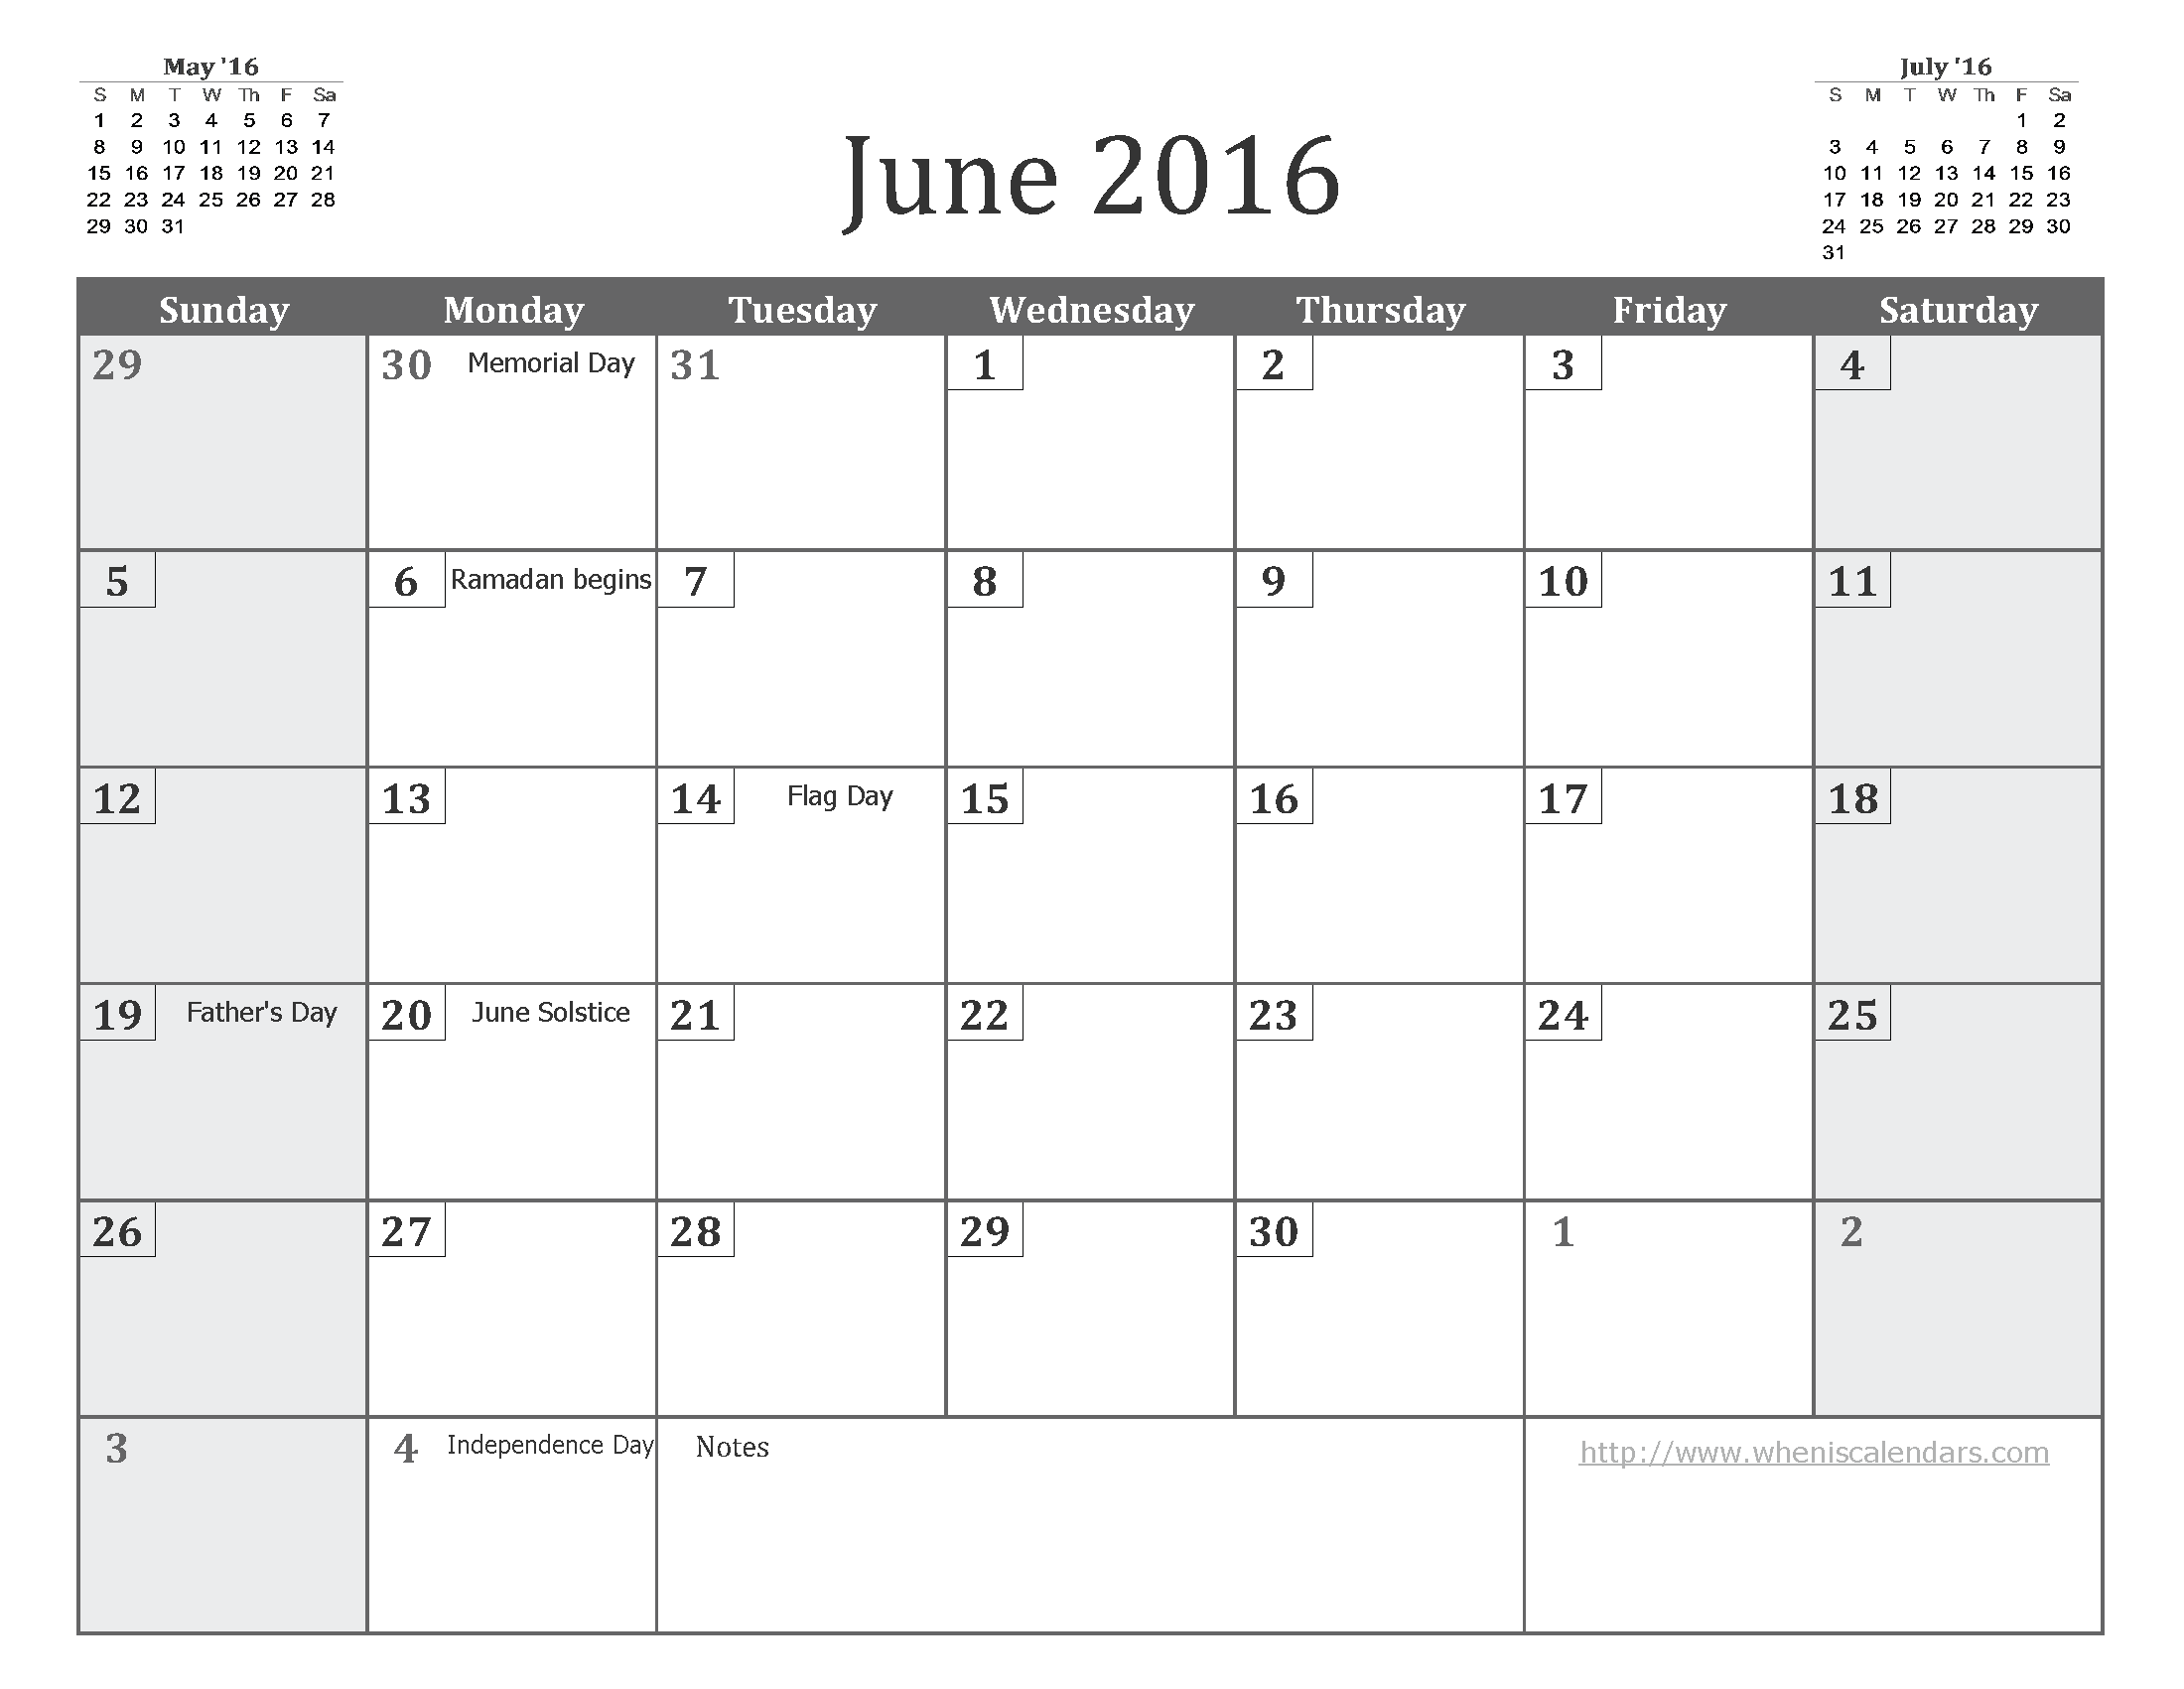 May '16
S M T W Th F Sa
1 2 3 4 5 6 7
8 9 10 11 12 13 14
15 16 17 18 19 20 21
22 23 24 25 26 27 28
29 30 31
June 2016
July '16
S M T W Th F Sa
1 2
3 4 5 6 7 8 9
10 11 12 13 14 15 16
17 18 19 20 21 22 23
24 25 26 27 28 29 30
31
Sunday Monday Tuesday Wednesday Thursday Friday Saturday
29 30 Memorial Day 31 1 2 3 4
5 6 Ramadan begins 7 8 9 10 11
12 13 14 Flag Day 15 16 17 18
19 Father's Day 20 June Solstice 21 22 23 24 25
26 27 28 29 30 1 2
3 4 Independence Day Notes http://www.wheniscalendars.com